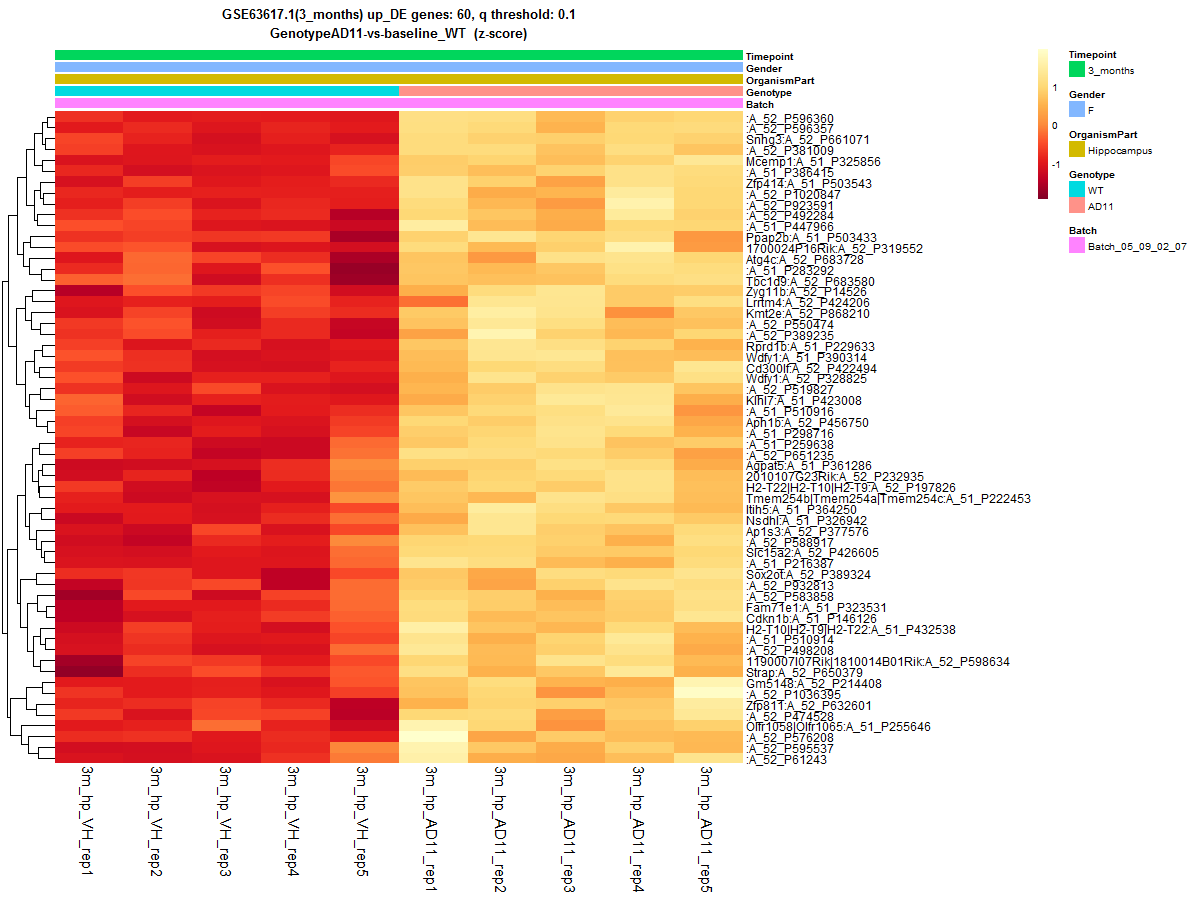 GSE63617.1(3_months) up_DE genes: 60, q threshold: 0.1
GenotypeAD11-vs-baseline_WT (z-score)
Timepoint
Gender
OrganismPart
Genotype
Batch
:A_52_P596360
:A_52_P596357
Snhg3:A_52_P661071
:A_52_P381009
Mcemp1:A_51_P325856
:A_51_P386415
Zfp414:A_51_P503543
:A_52_P1020847
:A_52_P923591
:A_52_P492284
:A_51_P447966
Ppap2b:A_51_P503433
1700024P16Rik:A_52_P319552
Atg4c:A_52_P683728
:A_51_P283292
Tbc1d9:A_52_P683580
Zyg11b:A_52_P14526
Lrrtm4:A_52_P424206
Kmt2e:A_52_P868210
:A_52_P550474
:A_52_P389235
Rprd1b:A_51_P229633
Wdfy1:A_51_P390314
Cd300lf:A_52_P422494
Wdfy1:A_52_P328825
:A_52_P519827
Klhl7:A_51_P423008
:A_51_P510916
Aph1b:A_52_P456750
:A_51_P298716
:A_51_P259638
:A_52_P651235
Agpat5:A_51_P361286
2010107G23Rik:A_52_P232935
H2-T22|H2-T10|H2-T9:A_52_P197826
Tmem254b|Tmem254a|Tmem254c:A_51_P222453
Itih5:A_51_P364250
Nsdhl:A_51_P326942
Ap1s3:A_52_P377576
:A_52_P588917
Slc15a2:A_52_P426605
:A_51_P216387
Sox2ot:A_52_P389324
:A_52_P932813
:A_52_P583858
Fam71e1:A_51_P323531
Cdkn1b:A_51_P146126
H2-T10|H2-T9|H2-T22:A_51_P432538
:A_51_P510914
:A_52_P498208
1190007I07Rik|1810014B01Rik:A_52_P598634
Strap:A_52_P650379
Gm5148:A_52_P214408
:A_52_P1036395
Zfp811:A_52_P632601
:A_52_P474528
Olfr1058|Olfr1065:A_51_P255646
:A_52_P576208
:A_52_P595537
:A_52_P61243
3m_hp_VH_rep1
3m_hp_VH_rep2
3m_hp_VH_rep3
3m_hp_VH_rep4
3m_hp_VH_rep5
3m_hp_AD11_rep1
3m_hp_AD11_rep2
3m_hp_AD11_rep3
3m_hp_AD11_rep4
3m_hp_AD11_rep5
1
0
-1
Timepoint
3_months
Gender
F
OrganismPart
Hippocampus
Genotype
WT
AD11
Batch
Batch_05_09_02_07